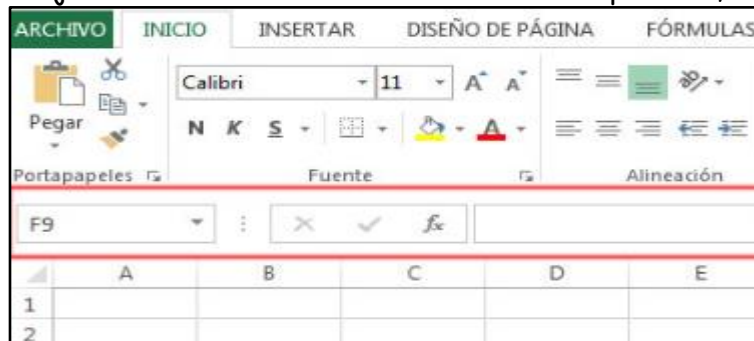 ARCHIVO INICIO INSERTAR DISEÑO DE PÁGINA FÓRMULAS
Calibri 11 A A
Pegar N K S A
Portapapeles Fuente Alineación
F9 fx
A B C D E
1
2